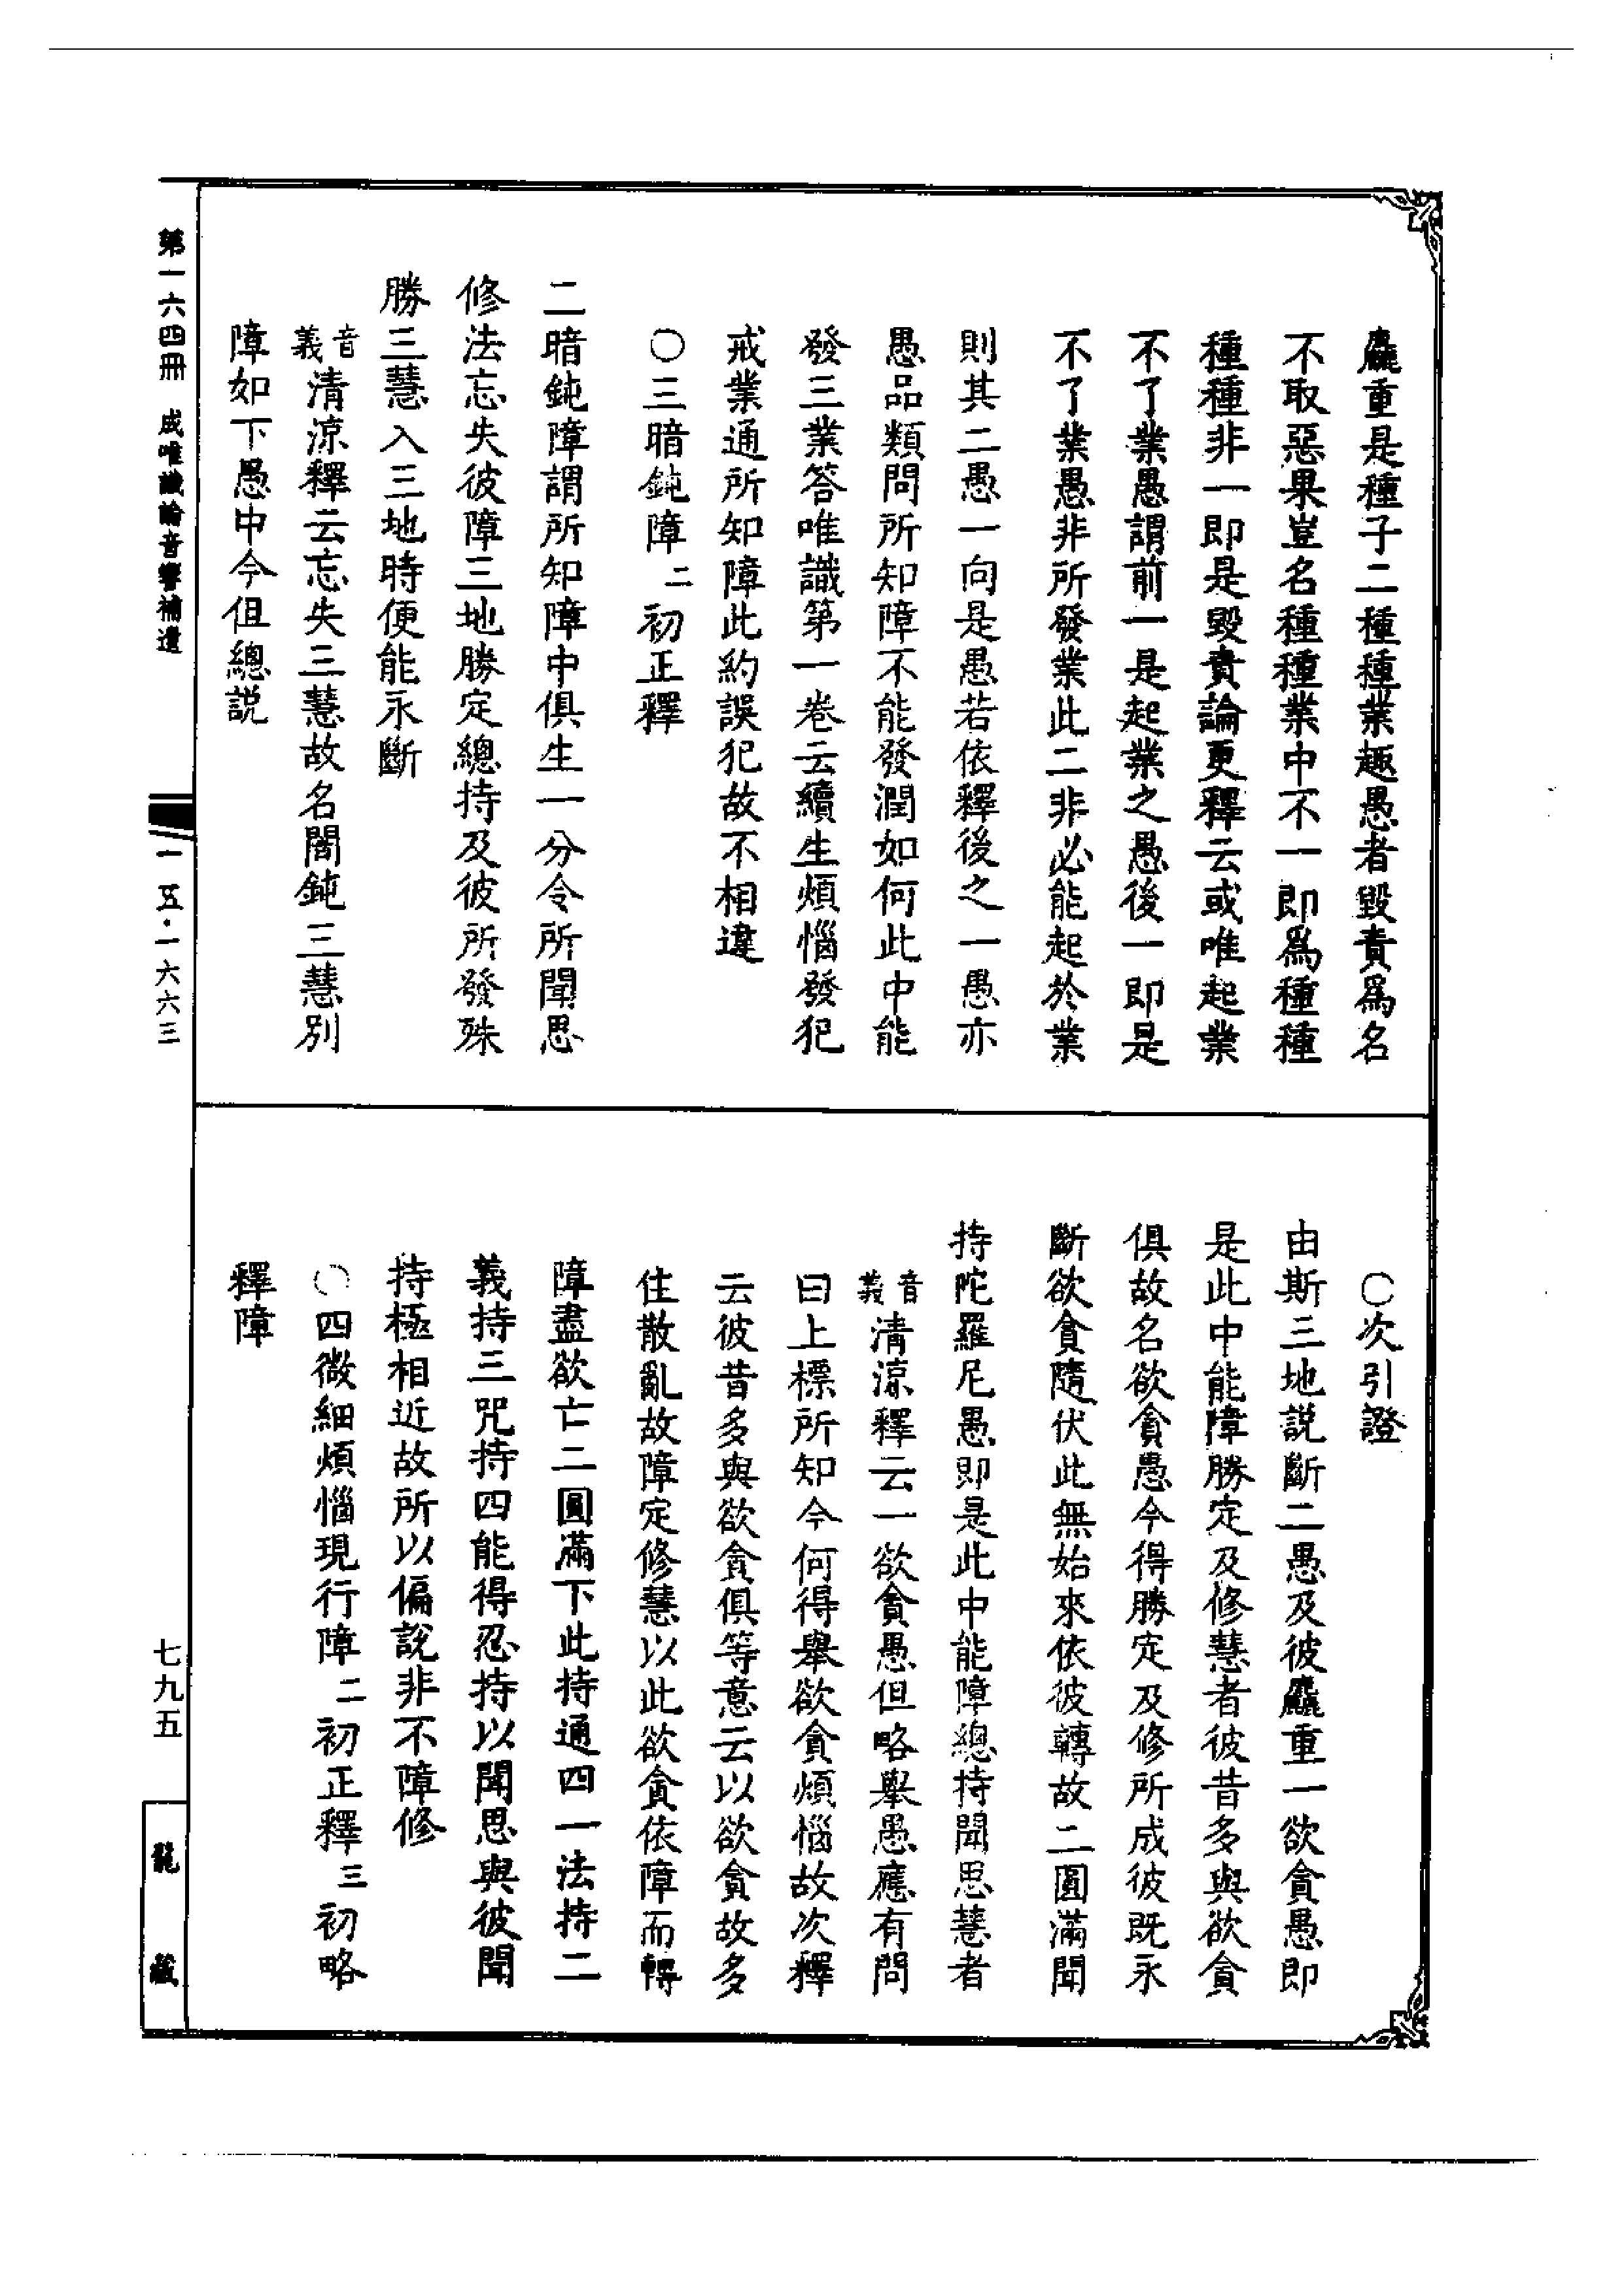 麤重是種子二種種業趣愚者毀責爲名
不取惡果豈名種種業中不一即爲種種
種種非一即是毀責論更釋云或唯起業
不了業愚謂前一是起業之愚後一即是
不了業愚非所發業此二非必能起於業
則其二愚一向是愚若依釋後之一愚亦
愚品類問所知障不能發潤如何此中能
發三業答唯識第一卷云續生煩惱發犯
戒業通所知障此約誤犯故不相違
〇三暗鈍障二初正釋
二暗鈍障謂所知障中俱生一分令所聞思
修法忘失彼障三地勝定總持及彼所發殊
勝三慧入三地時便能永斷
音義清涼釋云忘失三慧故名闇鈍三慧別
障如下愚中今但總説
〇次引證
由斯三地説斷二愚及彼麤重一欲貪愚即
是此中能障勝定及修慧者彼昔多與欲貪
俱故名欲貪愚今得勝定及修所成彼既永
斷欲貪隨伏此無始來依彼轉故二圓滿聞
持陀羅尼愚即是此中能障總持聞思慧者
音義清涼釋云一欲貪愚但略舉愚應有問
曰上標所知今何得舉欲貪煩惱故次釋
云彼昔多與欲貪俱等意云以欲貪故多
住散亂故障定修慧以此欲貪依障而轉
障盡欲亡二圓滿下此持通四一法持二
義持三咒持四能得忍持以聞思與彼聞
持極相近故所以偏説非不障修
〇四微細煩惱現行障二初正釋三初略
釋障
第一六四冊 成唯識論音響補遺
一五·一六六三
七九五
龍藏